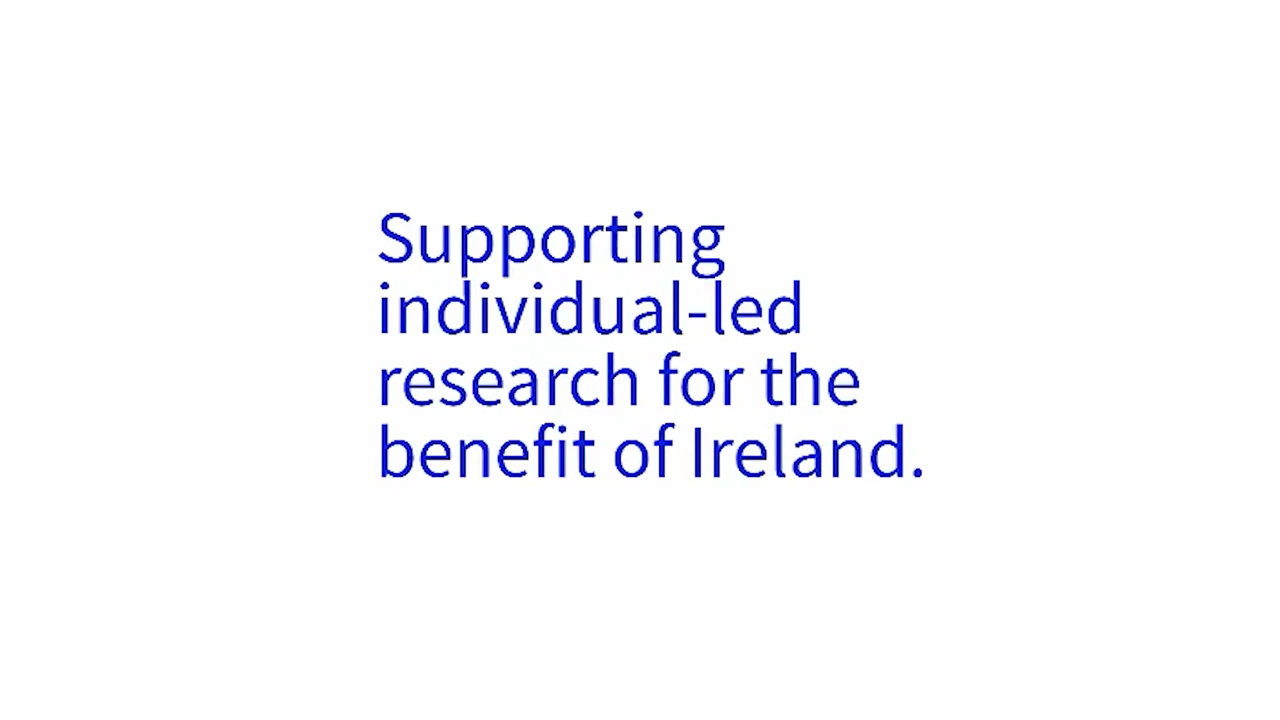 Supporting
individual-led
research for the
benefit of Ireland.